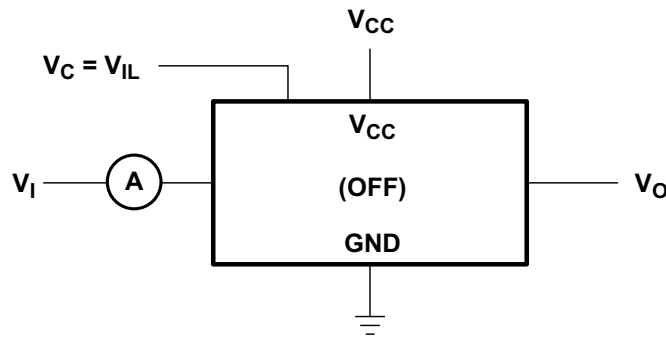 VCC
VC = VIL
VCC
VI
A
(OFF)
VO
GND